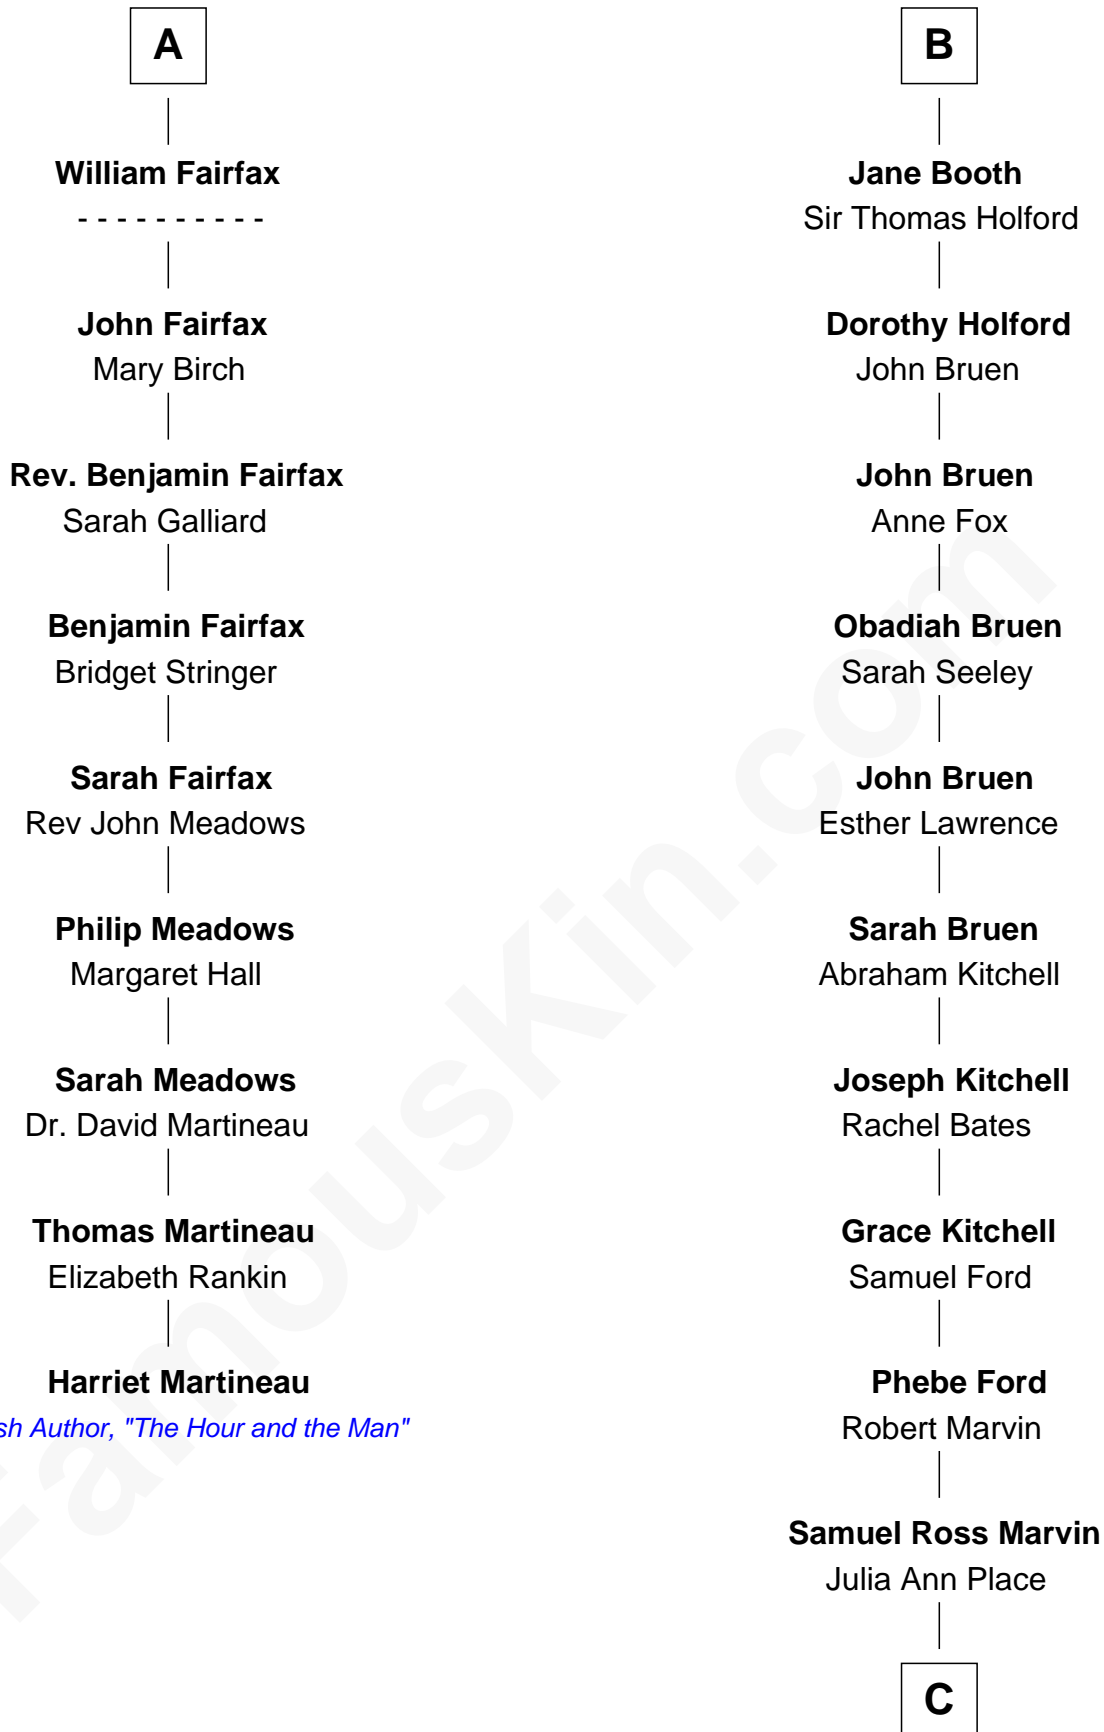 A
William Fairfax
- - - - - - - - - -
John Fairfax
Mary Birch
Rev. Benjamin Fairfax
Sarah Galliard
Benjamin Fairfax
Bridget Stringer
Sarah Fairfax
Rev John Meadows
Philip Meadows
Margaret Hall
Sarah Meadows
Dr. David Martineau
Thomas Martineau
Elizabeth Rankin
Harriet Martineau
Author, "The Hour and the Man"
B
Jane Booth
Sir Thomas Holford
Dorothy Holford
John Bruen
John Bruen
Anne Fox
Obadiah Bruen
Sarah Seeley
John Bruen
Esther Lawrence
Sarah Bruen
Abraham Kitchell
Joseph Kitchell
Rachel Bates
Grace Kitchell
Samuel Ford
Phebe Ford
Robert Marvin
Samuel Ross Marvin
Julia Ann Place
C
FamousKin.com